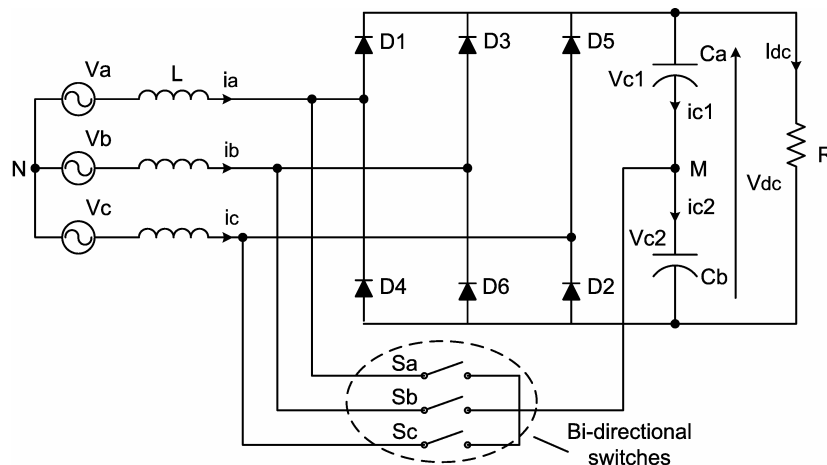 D1
D3
D5
Ca
Idc
Va
L
ia
Vc1
ic1
Vb
ib
N
M
R
Vdc
Vc
ic
ic2
Vc2
Cb
D4
D6
D2
Sa
Sb
Sc
Bi-directional
switches